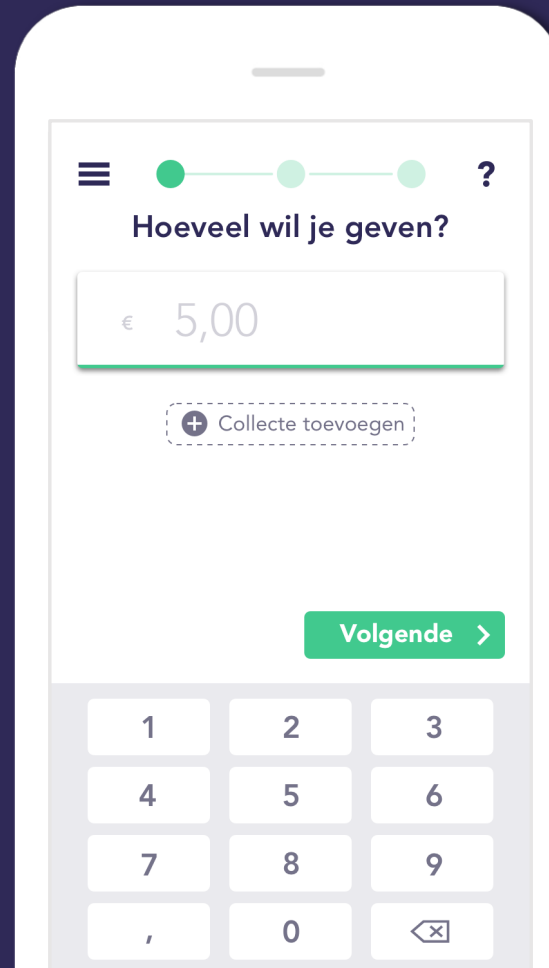 ?
Hoeveel wil je geven?
€ 5,00
Collecte toevoegen
Volgende
1 2 3
4 5 6
7 8 9
, 0